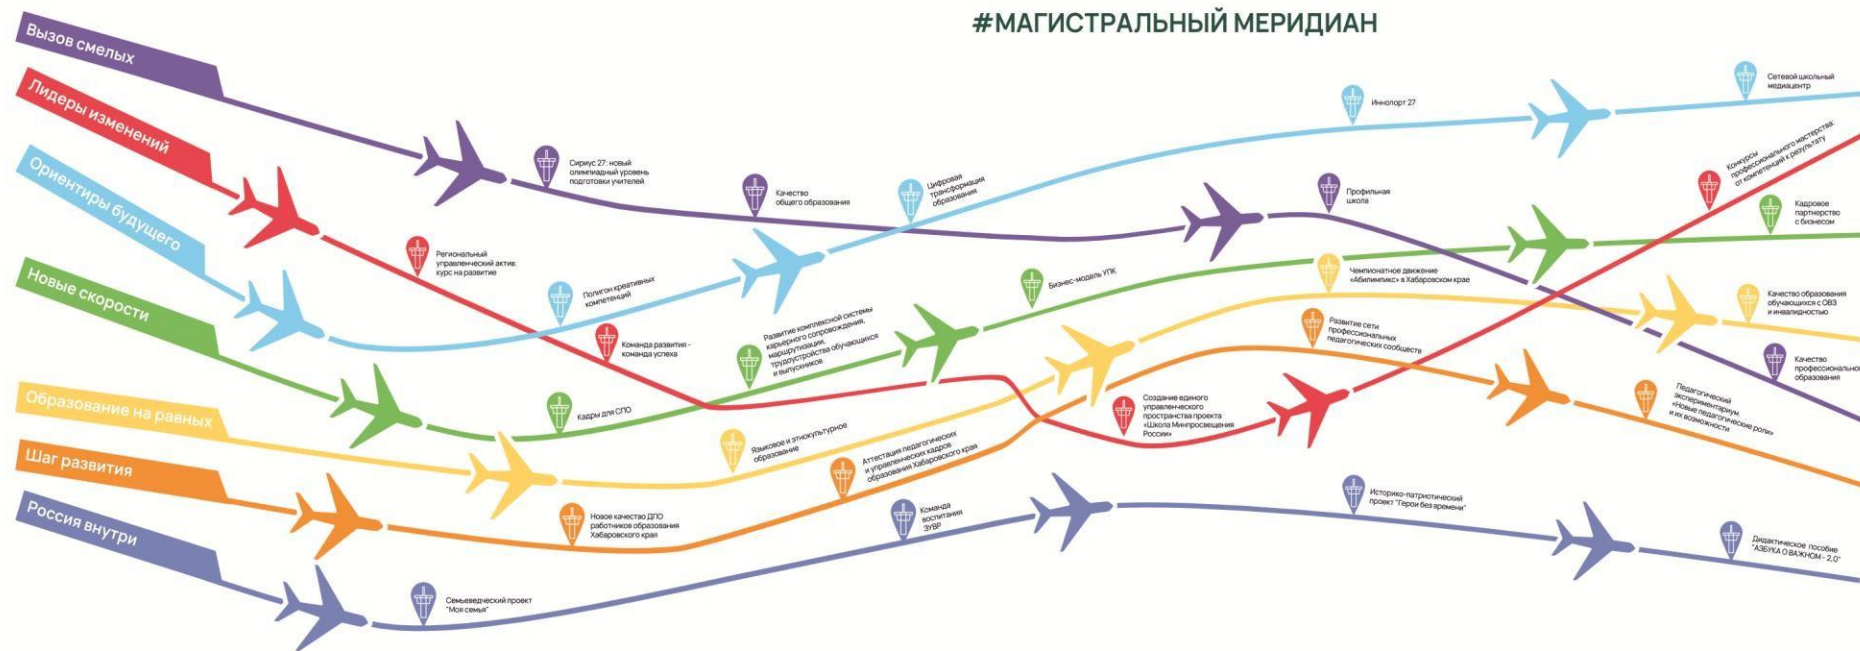 #МАГИСТРАЛЬНЫЙ МЕРИДИАН
Вызов смелых
Сириус 27: новый
олимпиадный уровень
подготовки учителей
Качество
общего образования
Профильная
школа
Качество
профессионального
образования
Лидеры изменений
Региональный
управленческий актив:
курс на развитие
Команда развития -
команда успеха
Создание единого
управленческого
пространства проекта
«Школа Минпросвещения
России»
Конкурсы
профессионального мастерства:
от компетенций к результату
Ориентиры будущего
Полигон креативных
компетенций
Цифровая
трансформация
образования
Иннопорт 27
Сетевой школьный
медиацентр
Новые скорости
Кадры для СПО
Развитие комплексной системы
карьерного сопровождения,
маршрутизации,
трудоустройства обучающихся
и выпускников
Бизнес-модель УПК
Кадровое
партнерство
с бизнесом
Образование на равных
Языковое и этнокультурное
образование
Чемпионатное движение
«Абилимпикс» в Хабаровском крае
Качество образования
обучающихся с ОВЗ
и инвалидностью
Шаг развития
Новое качество ДПО
работников образования
Хабаровского края
Аттестация педагогических
и управленческих кадров
образования Хабаровского края
Развитие сети
профессиональных
педагогических сообществ
Педагогический
экспериментариум:
«Новые педагогические роли»
и их возможности
Россия внутри
Семьеведческий проект
"Моя семья"
Команда
воспитания
ЗУВР
Историко-патриотический
проект "Герои без времени"
Дидактическое пособие
"АЗБУКА О ВАЖНОМ - 2,0"